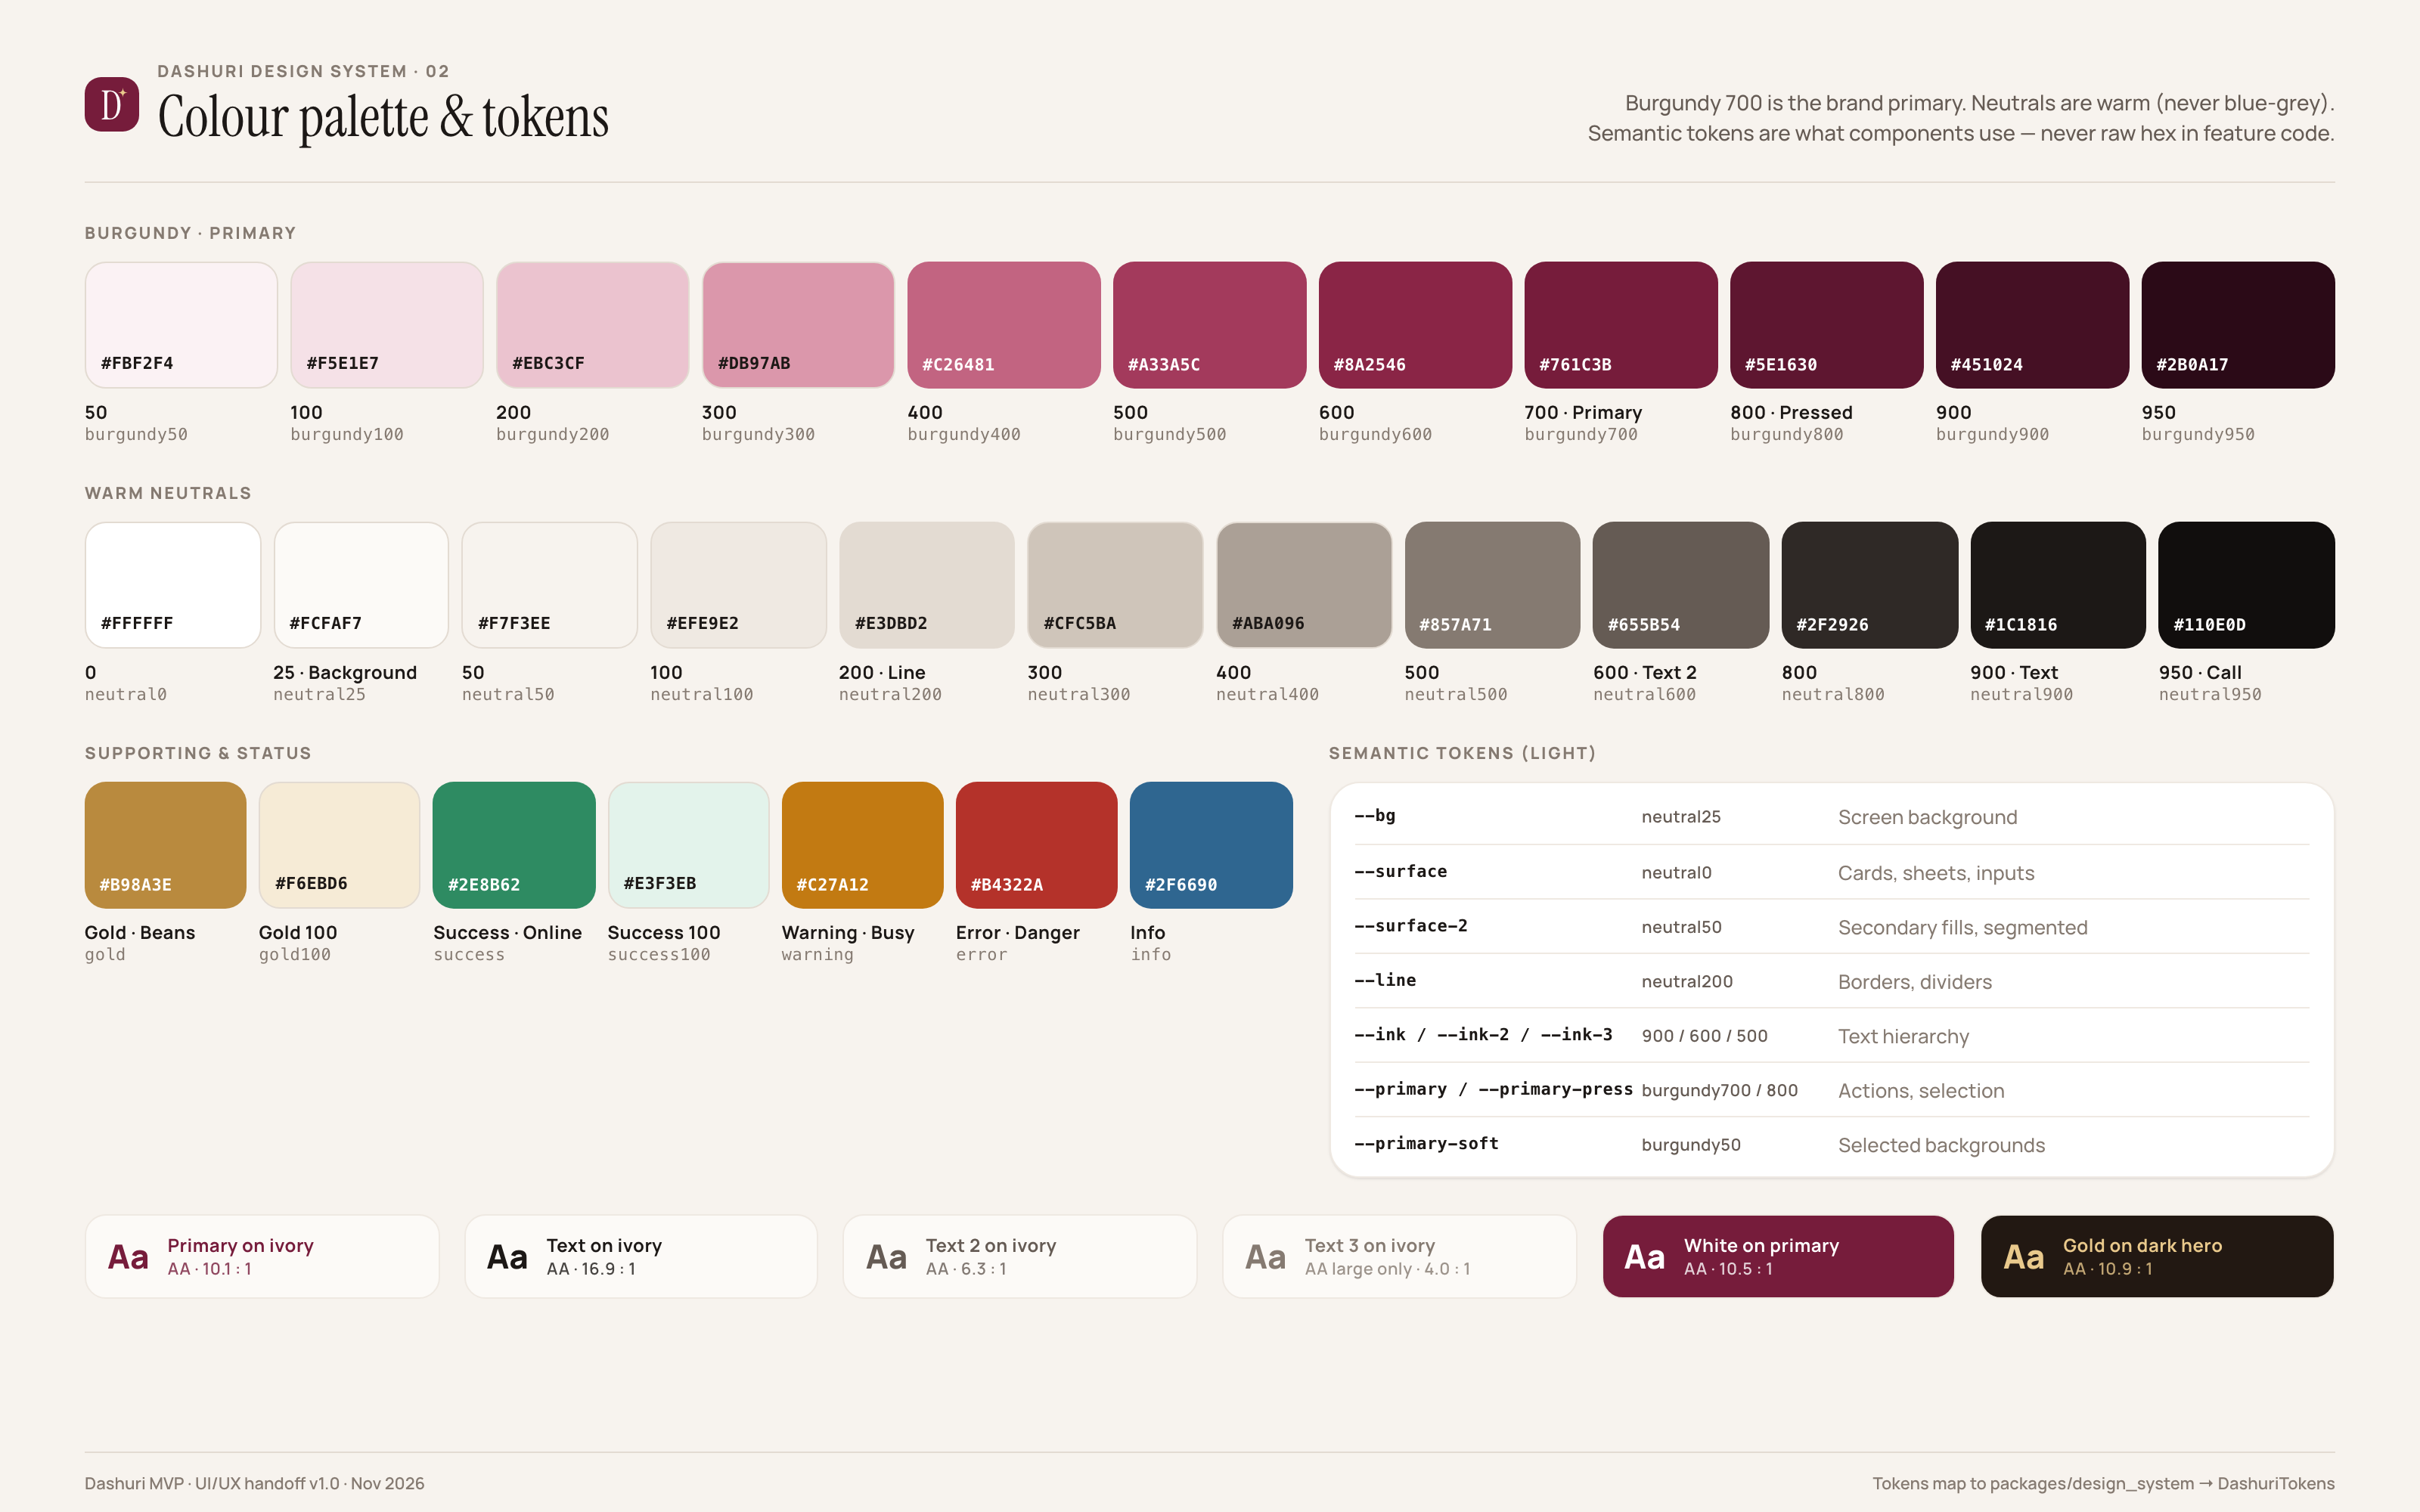 DASHURI DESIGN SYSTEM · 02
D
Colour palette & tokens
Burgundy 700 is the brand primary. Neutrals are warm (never blue-grey).
Semantic tokens are what components use — never raw hex in feature code.
BURGUNDY · PRIMARY
#FBF2F4 #F5E1E7 #EBC3CF #DB97AB #C26481 #A33A5C #8A2546 #761C3B #5E1630 #451024 #2B0A17
50 100 200 300 400 500 600 700 · Primary 800 · Pressed 900 950
burgundy50 burgundy100 burgundy200 burgundy300 burgundy400 burgundy500 burgundy600 burgundy700 burgundy800 burgundy900 burgundy950
WARM NEUTRALS
#FFFFFF #FCFAF7 #F7F3EE #EFE9E2 #E3DBD2 #CFC5BA #ABA096 #857A71 #655B54 #2F2926 #1C1816 #110E0D
0 25 · Background 50 100 200 · Line 300 400 500 600 · Text 2 800 900 · Text 950 · Call
neutral0 neutral25 neutral50 neutral100 neutral200 neutral300 neutral400 neutral500 neutral600 neutral800 neutral900 neutral950
SUPPORTING & STATUS
#B98A3E #F6EBD6 #2E8B62 #E3F3EB #C27A12 #B4322A #2F6690
Gold · Beans Gold 100 Success · Online Success 100 Warning · Busy Error · Danger Info
gold gold100 success success100 warning error info
SEMANTIC TOKENS (LIGHT)
--bg neutral25 Screen background
--surface neutral0 Cards, sheets, inputs
--surface-2 neutral50 Secondary fills, segmented
--line neutral200 Borders, dividers
--ink / --ink-2 / --ink-3 900 / 600 / 500 Text hierarchy
--primary / --primary-press burgundy700 / 800 Actions, selection
--primary-soft burgundy50 Selected backgrounds
Aa Primary on ivory
AA · 10.1 : 1
Aa Text on ivory
AA · 16.9 : 1
Aa Text 2 on ivory
AA · 6.3 : 1
Aa Text 3 on ivory
AA large only · 4.0 : 1
Aa White on primary
AA · 10.5 : 1
Aa Gold on dark hero
AA · 10.9 : 1
Dashuri MVP · UI/UX handoff v1.0 · Nov 2026
Tokens map to packages/design_system → DashuriTokens